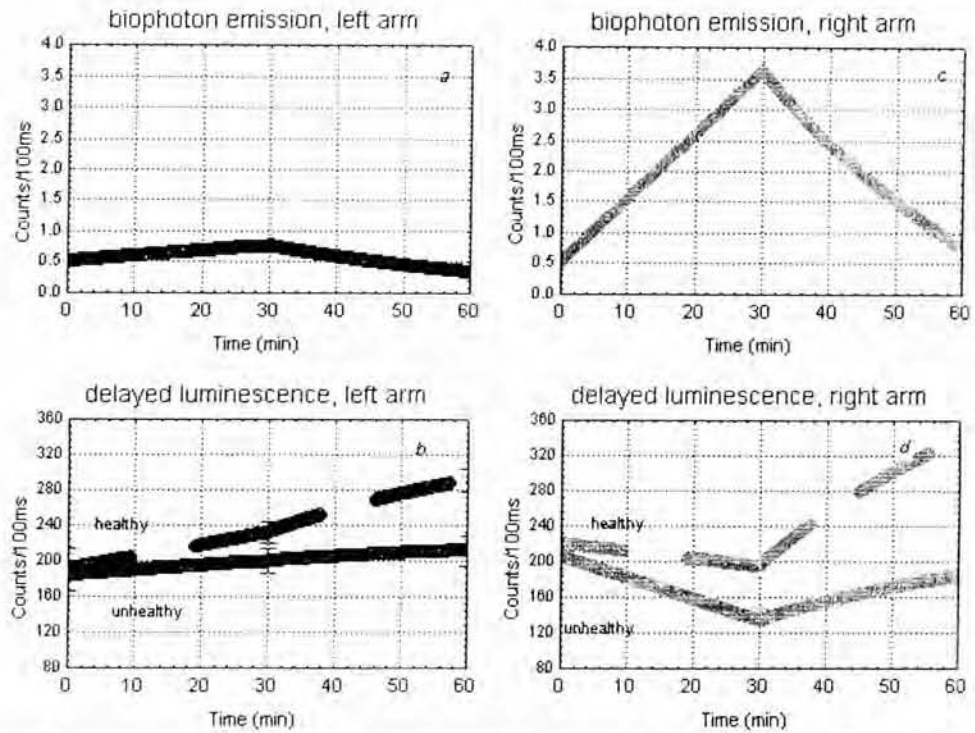 biophoton emission, left arm
4.0
3.5
3.0
2.5
2.0
1.5
1.0
0.5
0.0
Counts/100ms
a
0 10 20 30 40 50 60
Time (min)
biophoton emission, right arm
4.0
3.5
3.0
2.5
2.0
1.5
1.0
0.5
0.0
Counts/100ms
c
0 10 20 30 40 50 60
Time (min)
delayed luminescence, left arm
360
320
280
240
200
160
120
80
Counts/100ms
b
healthy
unhealthy
0 10 20 30 40 50 60
Time (min)
delayed luminescence, right arm
360
320
280
240
200
160
120
80
Counts/100ms
d
healthy
unhealthy
0 10 20 30 40 50 60
Time (min)